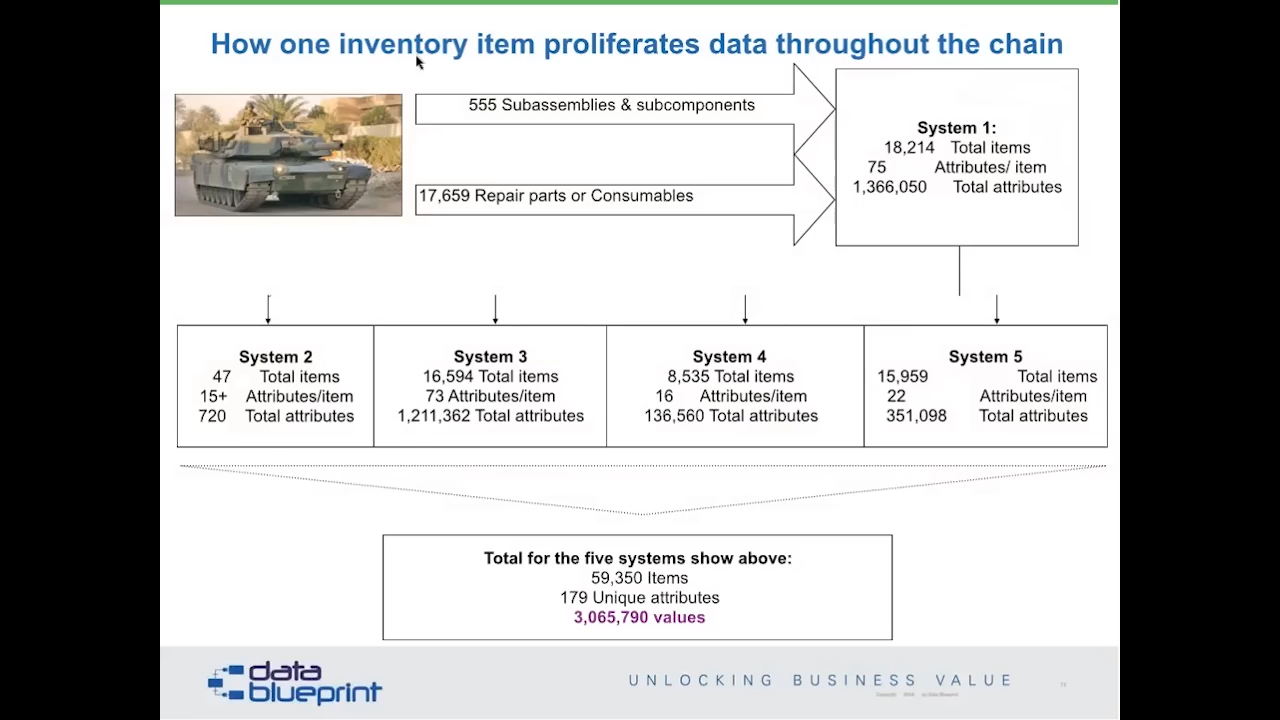 How one inventory item proliferates data throughout the chain
555 Subassemblies & subcomponents
17,659 Repair parts or Consumables
System 1:
18,214 Total items
75 Attributes/ item
1,366,050 Total attributes
System 2
47 Total items
15+ Attributes/item
720 Total attributes
System 3
16,594 Total items
73 Attributes/item
1,211,362 Total attributes
System 4
8,535 Total items
16 Attributes/item
136,560 Total attributes
System 5
15,959 Total items
22 Attributes/item
351,098 Total attributes
Total for the five systems show above:
59,350 Items
179 Unique attributes
3,065,790 values
data
blueprint
UNLOCKING BUSINESS VALUE